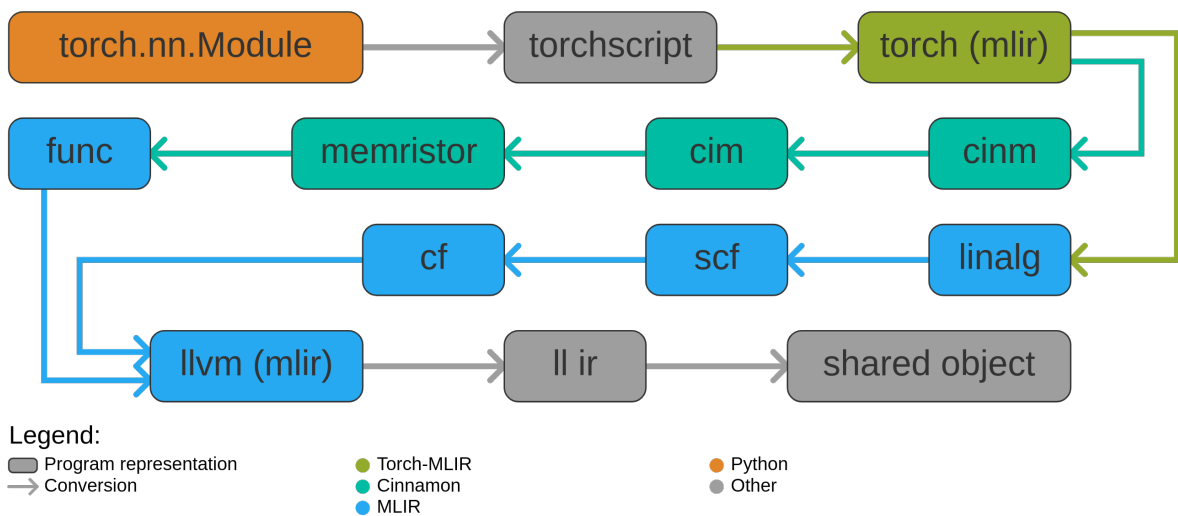 torch.nn.Module
torchscript
torch (mlir)
func
memristor
cim
cinm
cf
scf
linalg
llvm (mlir)
ll ir
shared object
Legend:
Program representation
Conversion
Torch-MLIR
Cinnamon
MLIR
Python
Other